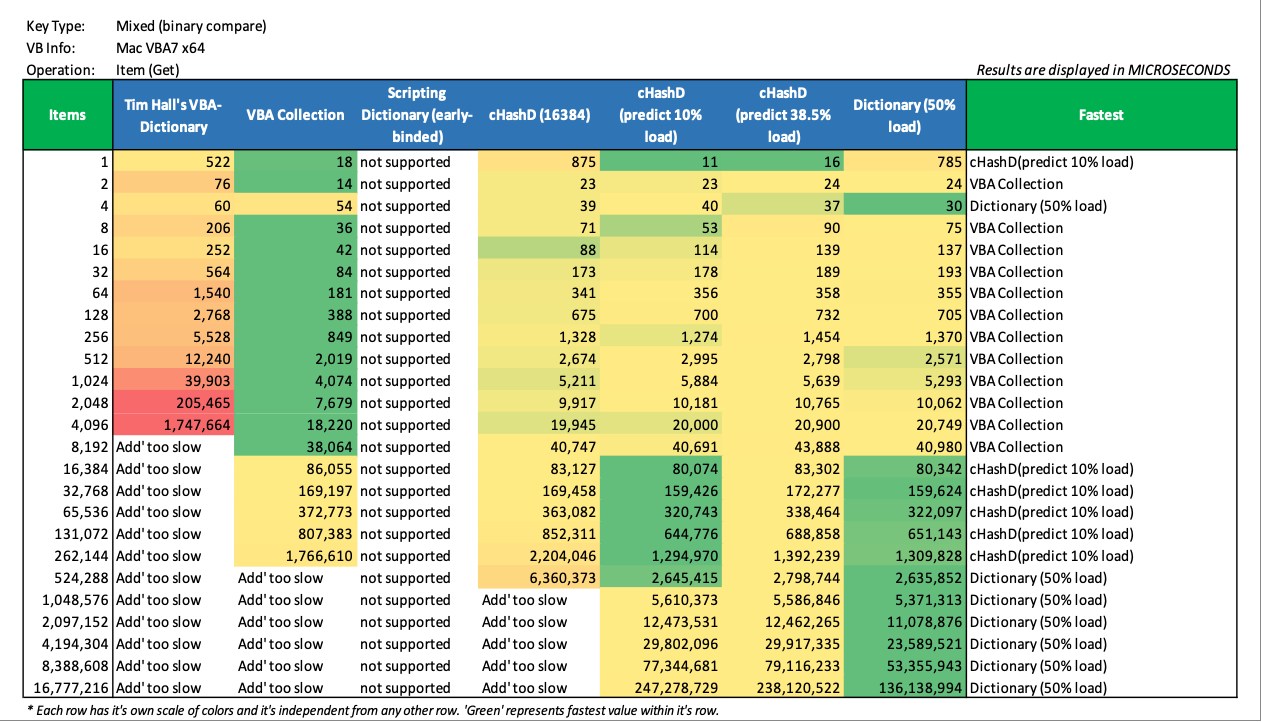 Key Type: Mixed (binary compare)
VB Info: Mac VBA7 x64
Operation: Item (Get) Results are displayed in MICROSECONDS
Items Tim Hall's VBA-Dictionary VBA Collection Scripting Dictionary (early-binded) cHashD (16384) cHashD (predict 10% load) cHashD (predict 38.5% load) Dictionary (50% load) Fastest
1 522 18 not supported 875 11 16 785 cHashD(predict 10% load)
2 76 14 not supported 23 23 24 24 VBA Collection
4 60 54 not supported 39 40 37 30 Dictionary (50% load)
8 206 36 not supported 71 53 90 75 VBA Collection
16 252 42 not supported 88 114 139 137 VBA Collection
32 564 84 not supported 173 178 189 193 VBA Collection
64 1,540 181 not supported 341 356 358 355 VBA Collection
128 2,768 388 not supported 675 700 732 705 VBA Collection
256 5,528 849 not supported 1,328 1,274 1,454 1,370 VBA Collection
512 12,240 2,019 not supported 2,674 2,995 2,798 2,571 VBA Collection
1,024 39,903 4,074 not supported 5,211 5,884 5,639 5,293 VBA Collection
2,048 205,465 7,679 not supported 9,917 10,181 10,765 10,062 VBA Collection
4,096 1,747,664 18,220 not supported 19,945 20,000 20,900 20,749 VBA Collection
8,192 Add' too slow 38,064 not supported 40,747 40,691 43,888 40,980 VBA Collection
16,384 Add' too slow 86,055 not supported 83,127 80,074 83,302 80,342 cHashD(predict 10% load)
32,768 Add' too slow 169,197 not supported 169,458 159,426 172,277 159,624 cHashD(predict 10% load)
65,536 Add' too slow 372,773 not supported 363,082 320,743 338,464 322,097 cHashD(predict 10% load)
131,072 Add' too slow 807,383 not supported 852,311 644,776 688,858 651,143 cHashD(predict 10% load)
262,144 Add' too slow 1,766,610 not supported 2,204,046 1,294,970 1,392,239 1,309,828 cHashD(predict 10% load)
524,288 Add' too slow Add' too slow not supported 6,360,373 2,645,415 2,798,744 2,635,852 Dictionary (50% load)
1,048,576 Add' too slow Add' too slow not supported Add' too slow 5,610,373 5,586,846 5,371,313 Dictionary (50% load)
2,097,152 Add' too slow Add' too slow not supported Add' too slow 12,473,531 12,462,265 11,078,876 Dictionary (50% load)
4,194,304 Add' too slow Add' too slow not supported Add' too slow 29,802,096 29,917,335 23,589,521 Dictionary (50% load)
8,388,608 Add' too slow Add' too slow not supported Add' too slow 77,344,681 79,116,233 53,355,943 Dictionary (50% load)
16,777,216 Add' too slow Add' too slow not supported Add' too slow 247,278,729 238,120,522 136,138,994 Dictionary (50% load)
* Each row has it's own scale of colors and it's independent from any other row. 'Green' represents fastest value within it's row.